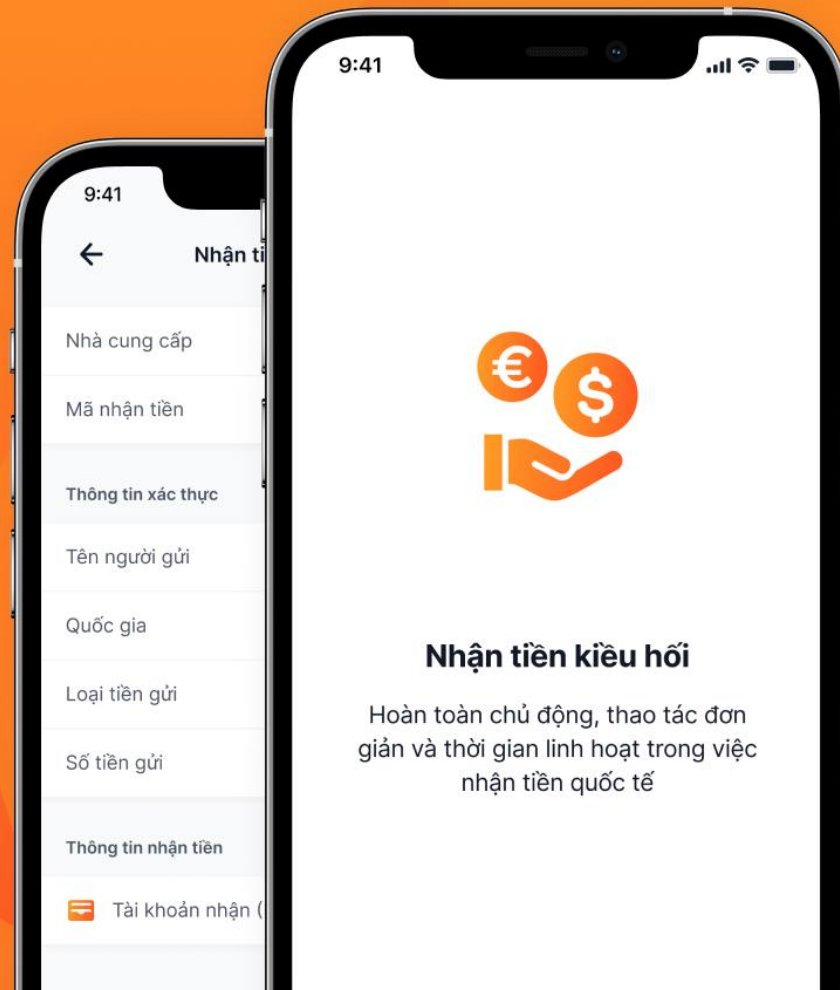 9:41
Nhận ti
Nhà cung cấp
Mã nhận tiền
Thông tin xác thực
Tên người gửi
Quốc gia
Loại tiền gửi
Số tiền gửi
Thông tin nhận tiền
Tài khoản nhận (
9:41
€
$
Nhận tiền kiều hối
Hoàn toàn chủ động, thao tác đơn
giản và thời gian linh hoạt trong việc
nhận tiền quốc tế